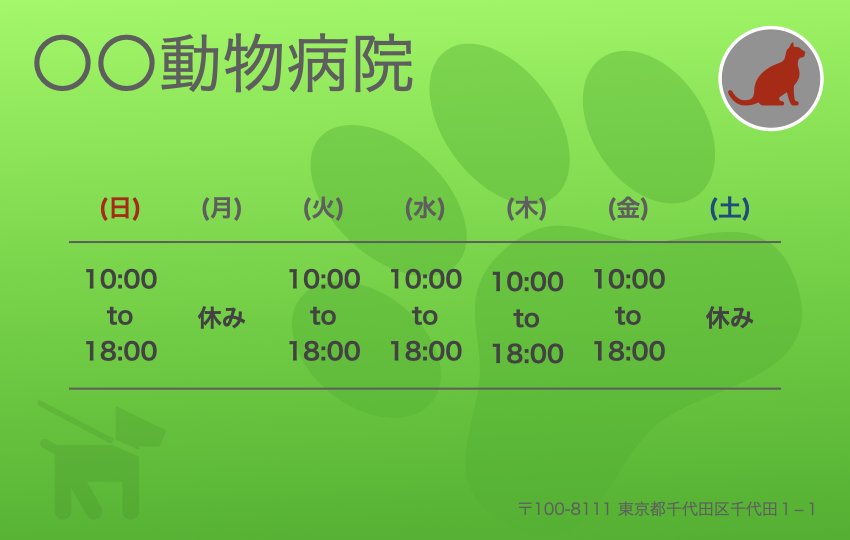 〇〇動物病院
(日) (月) (火) (水) (木) (金) (土)
10:00 10:00 10:00 10:00 10:00
to 休み to to to to 休み
18:00 18:00 18:00 18:00 18:00
〒100-8111 東京都千代田区千代田１−１